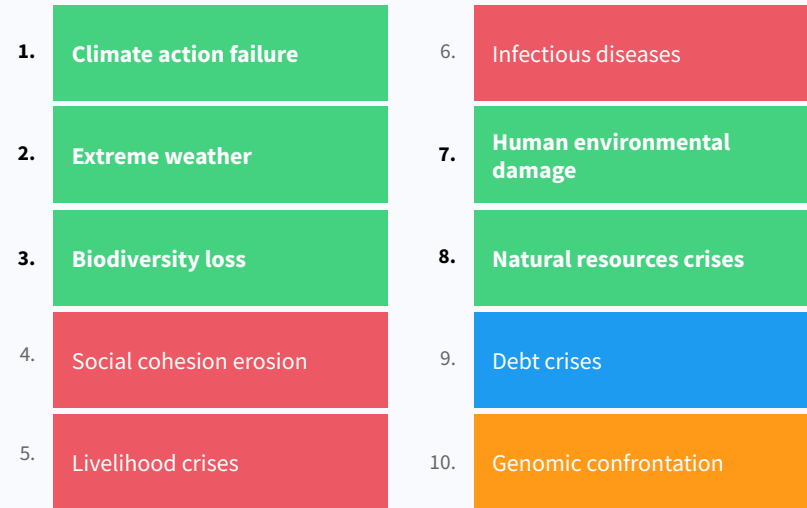 1. Climate action failure
2. Extreme weather
3. Biodiversity loss
4. Social cohesion erosion
5. Livelihood crises
6. Infectious diseases
7. Human environmental
damage
8. Natural resources crises
9. Debt crises
10. Genomic confrontation